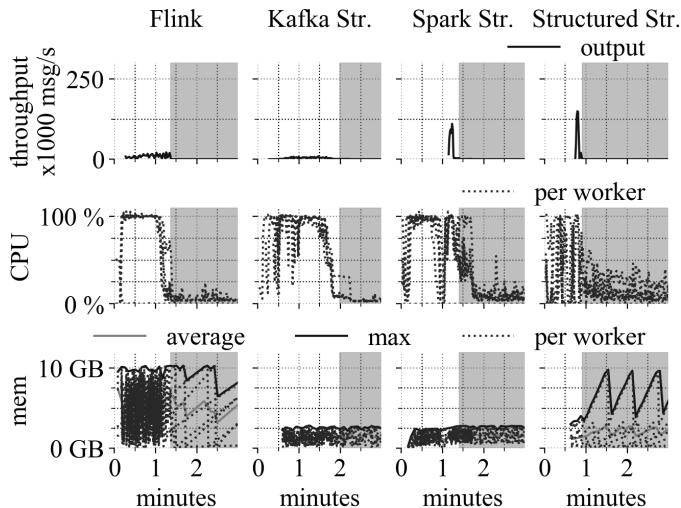 Flink Kafka Str. Spark Str. Structured Str.
output
throughput
x1000 msg/s
250
0
per worker
CPU
100 %
0 %
average max per worker
mem
10 GB
0 GB
0 1 2 0 1 2 0 1 2 0 1 2
minutes minutes minutes minutes